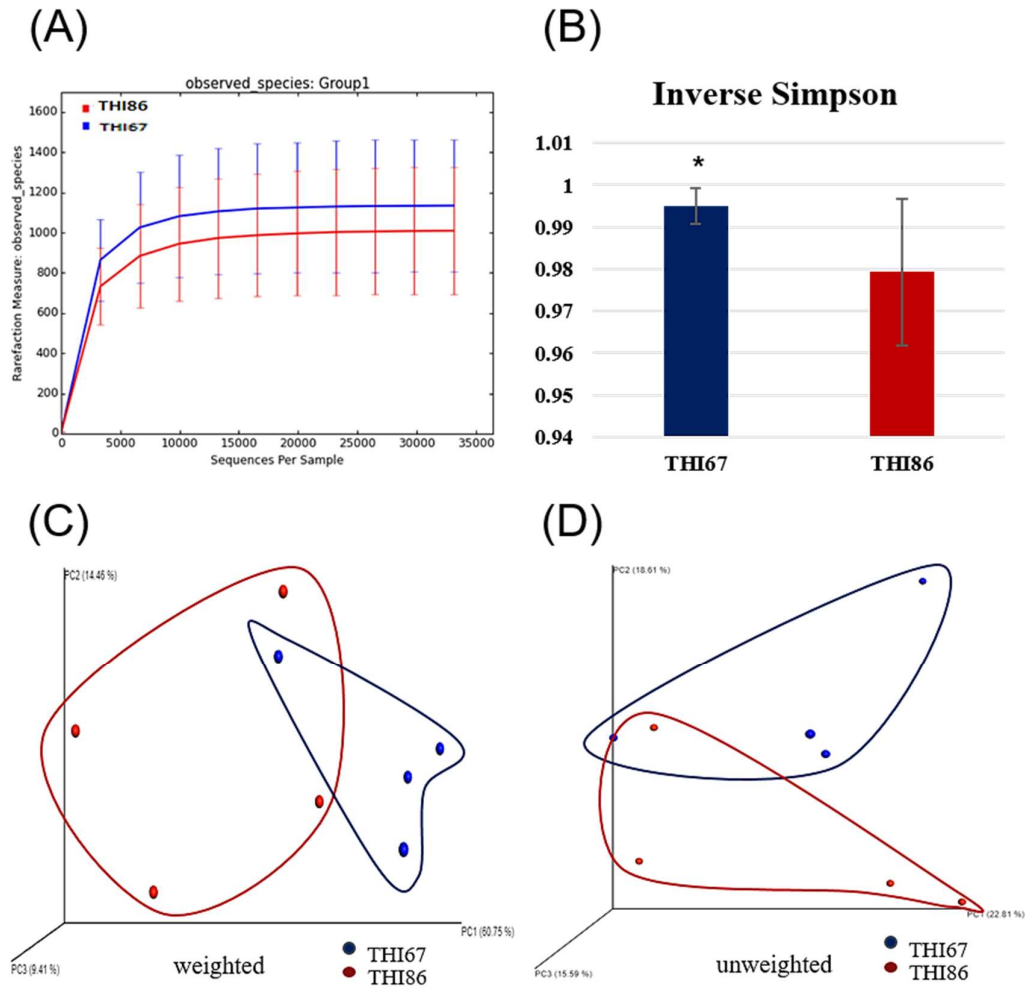 (A)
observed_species: Group1
THI86
THI67
Rarefaction Measure: observed_species
1600
1400
1200
1000
800
600
400
200
0
0 5000 10000 15000 20000 25000 30000 35000
Sequences Per Sample
(B)
Inverse Simpson
*
1.01
1
0.99
0.98
0.97
0.96
0.95
0.94
THI67 THI86
(C)
PC2 (14.46 %)
PC1 (60.75 %)
PC3 (9.41 %)
weighted
THI67
THI86
(D)
PC2 (18.61 %)
PC1 (22.81 %)
PC3 (15.59 %)
unweighted
THI67
THI86